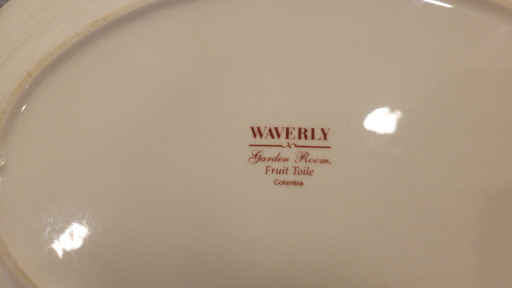 WAVERLY
Garden Room.
Fruit Toile
Colombia